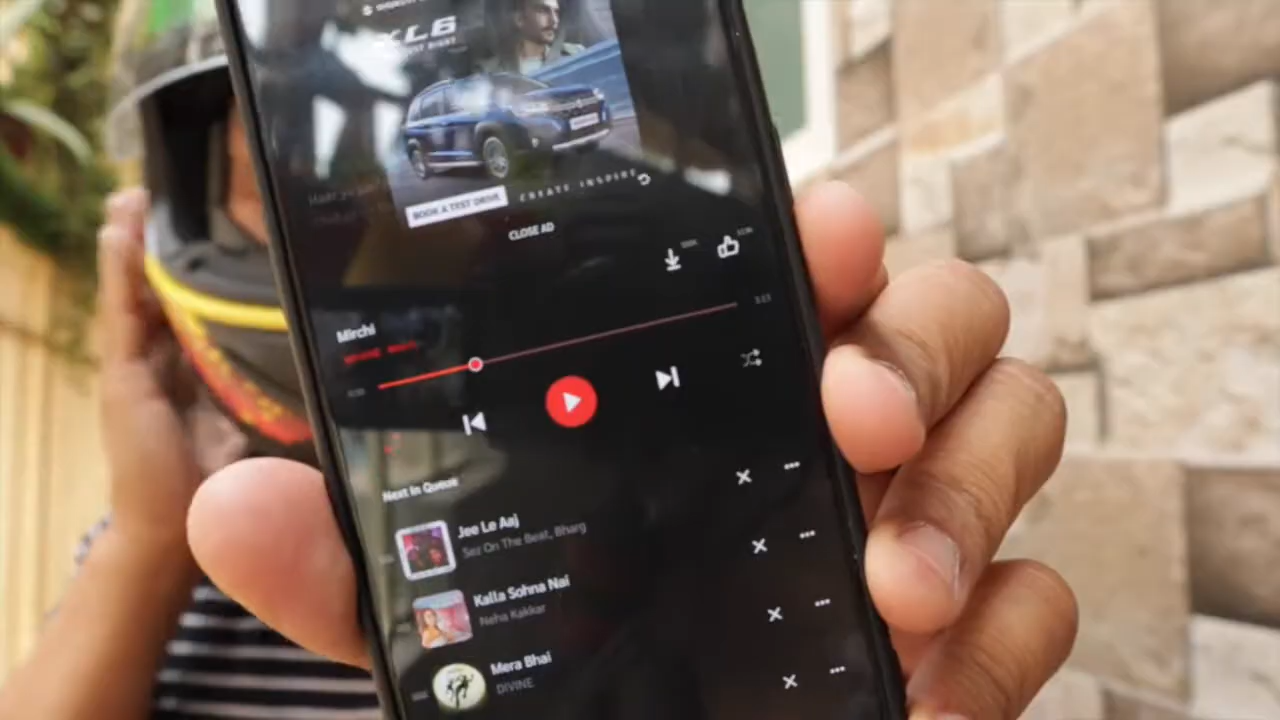 XL6
BOOK A TEST DRIVE
CREATE INSPIRE
CLOSE AD
Mirchi
Next In Queue
Jee Le Aaj
Sez On The Beat, Bharg
Kalla Sohna Nai
Neha Kakkar
Mera Bhai
DIVINE